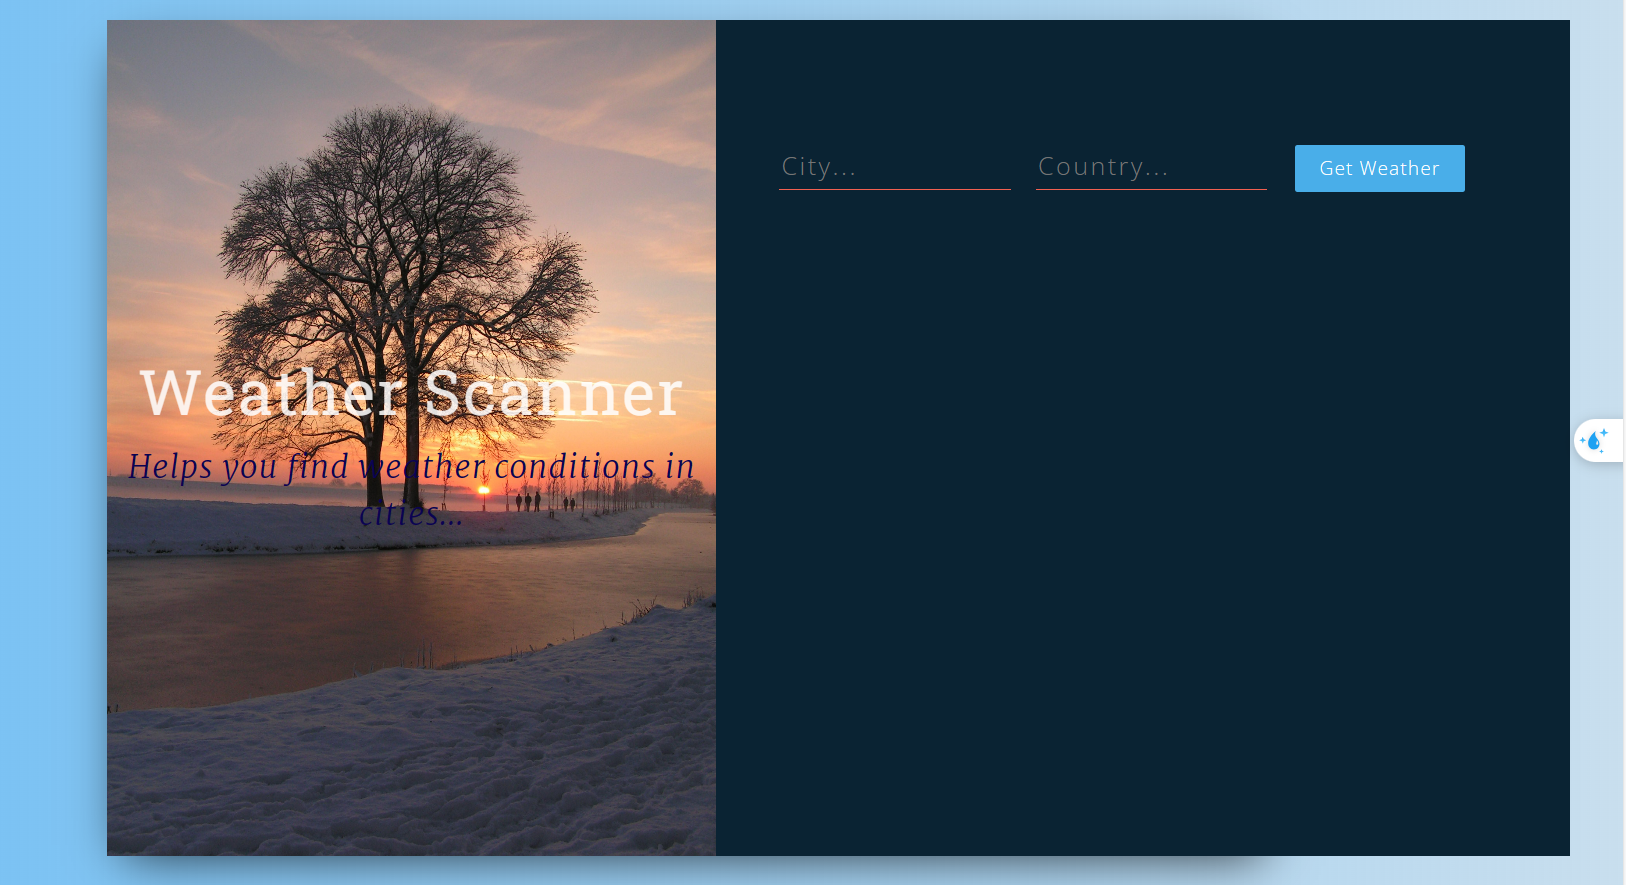 Weather Scanner
Helps you find weather conditions in
cities...
City...
Country...
Get Weather